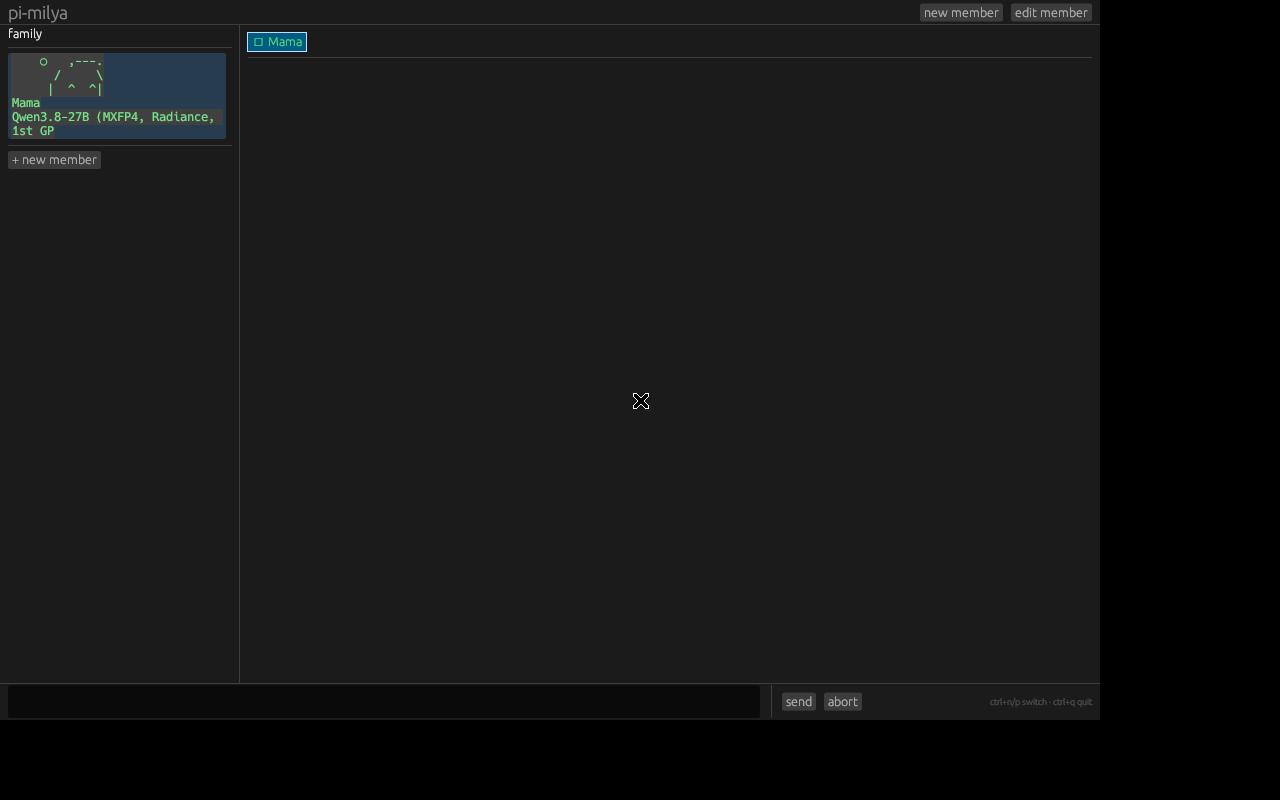 pi-milya
new member
edit member
family
o ,---.
/ \
| ^ ^|
Mama
Qwen3.8-27B (MXFP4, Radiance,
1st GP
+ new member
□ Mama
send
abort
ctrl+n/p switch · ctrl+q quit